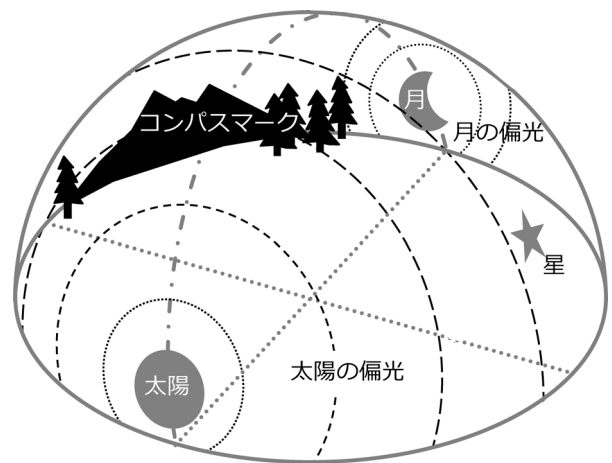 コンパスマーク
月
月の偏光
星
太陽
太陽の偏光